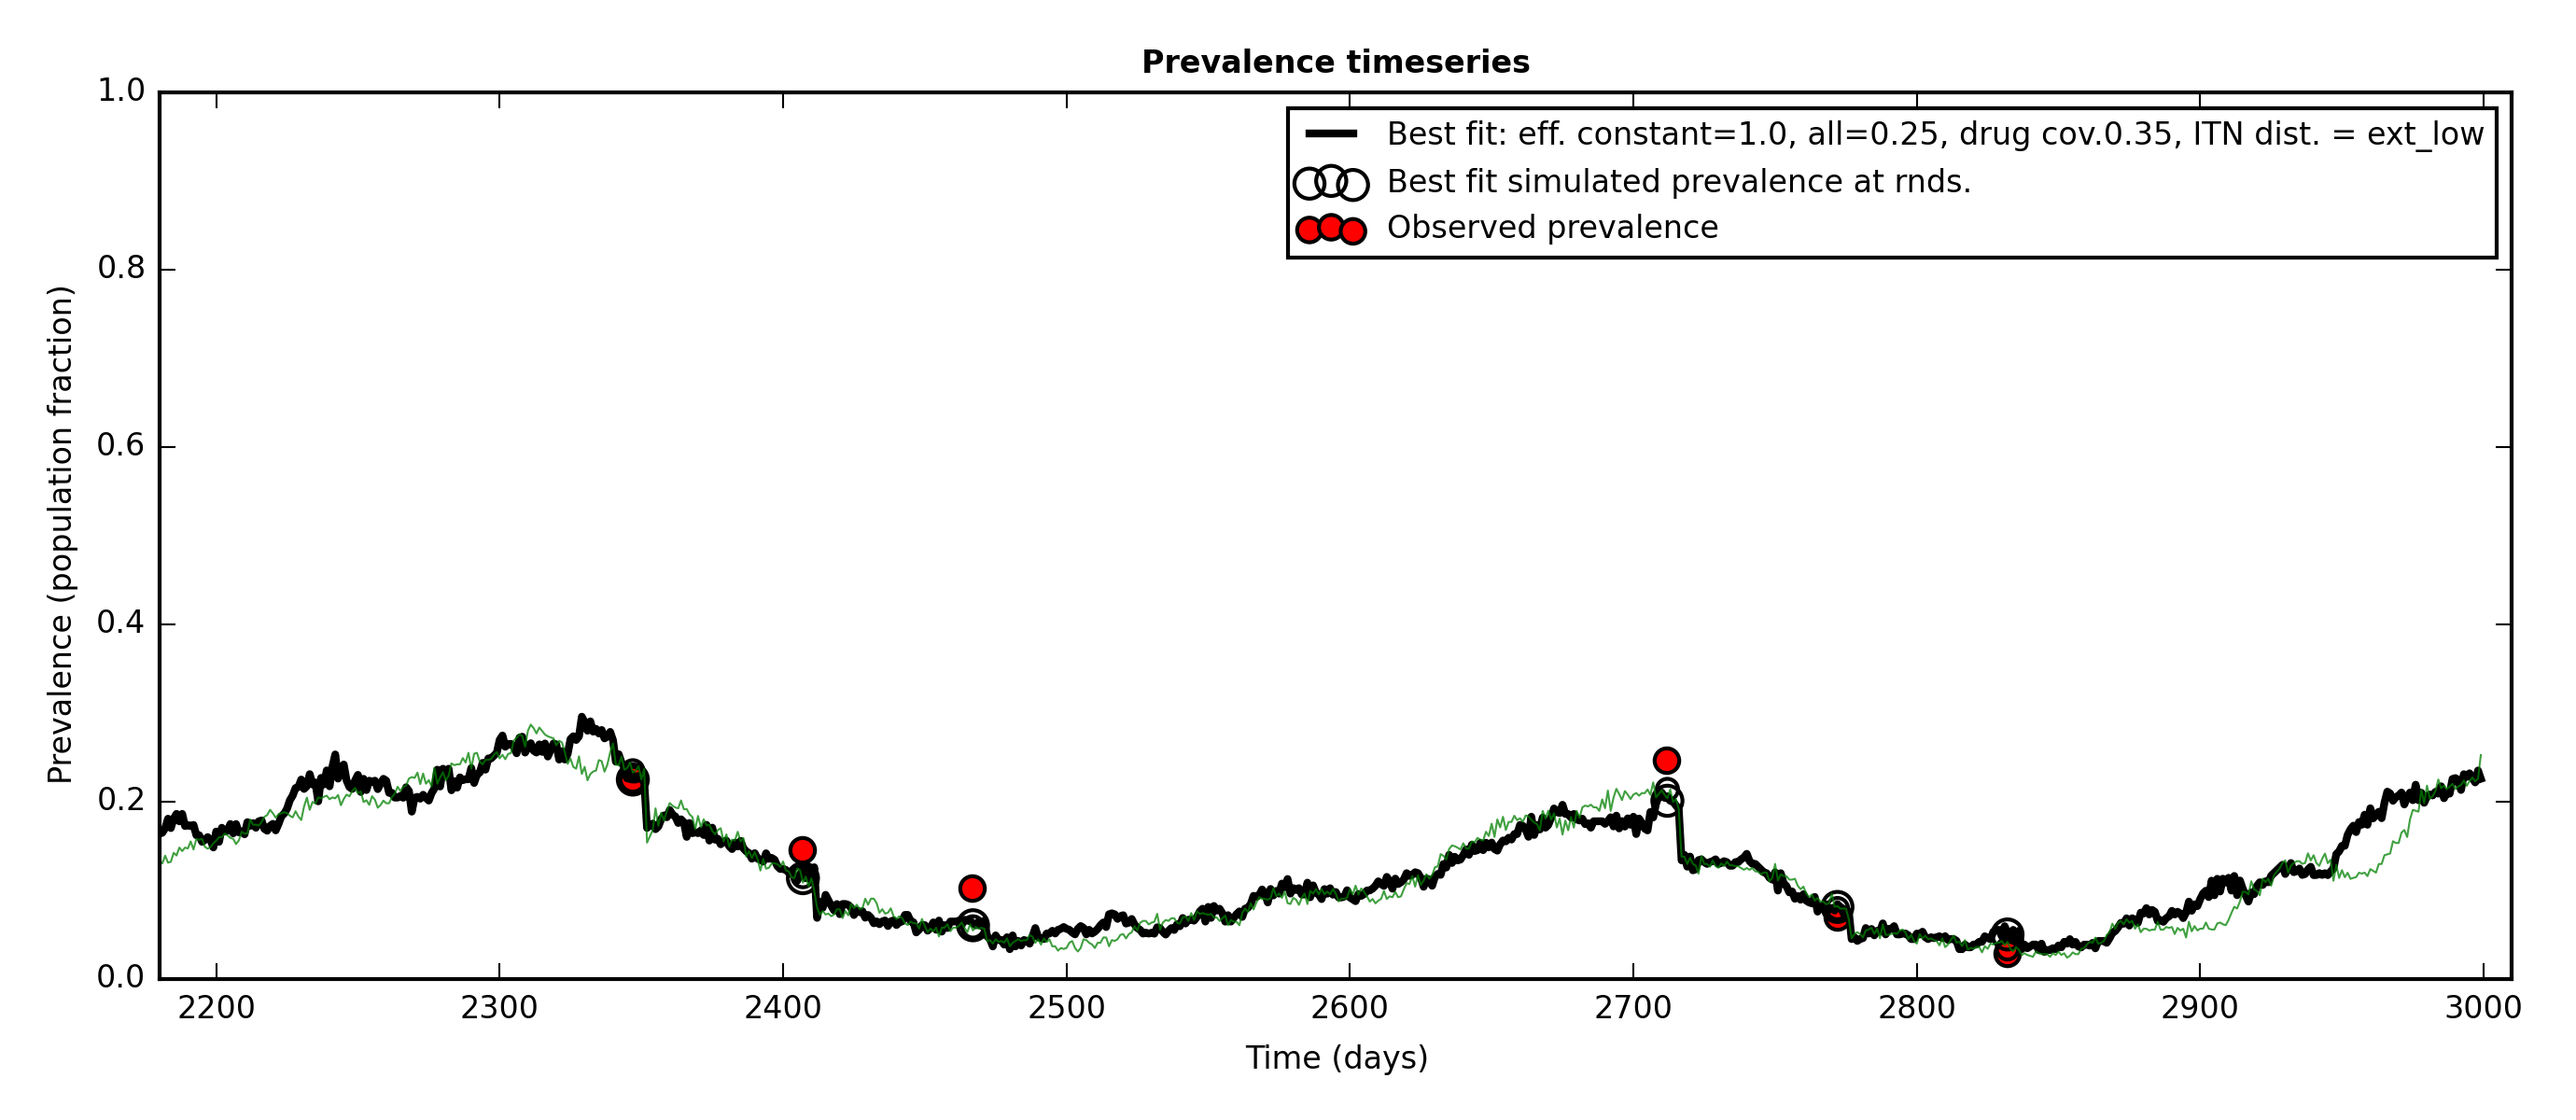 Prevalence timeseries
1.0
0.8
0.6
0.4
0.2
0.0
Prevalence (population fraction)
Best fit: eff. constant=1.0, all=0.25, drug cov.0.35, ITN dist. = ext_low
Best fit simulated prevalence at rnds.
Observed prevalence
2200 2300 2400 2500 2600 2700 2800 2900 3000
Time (days)